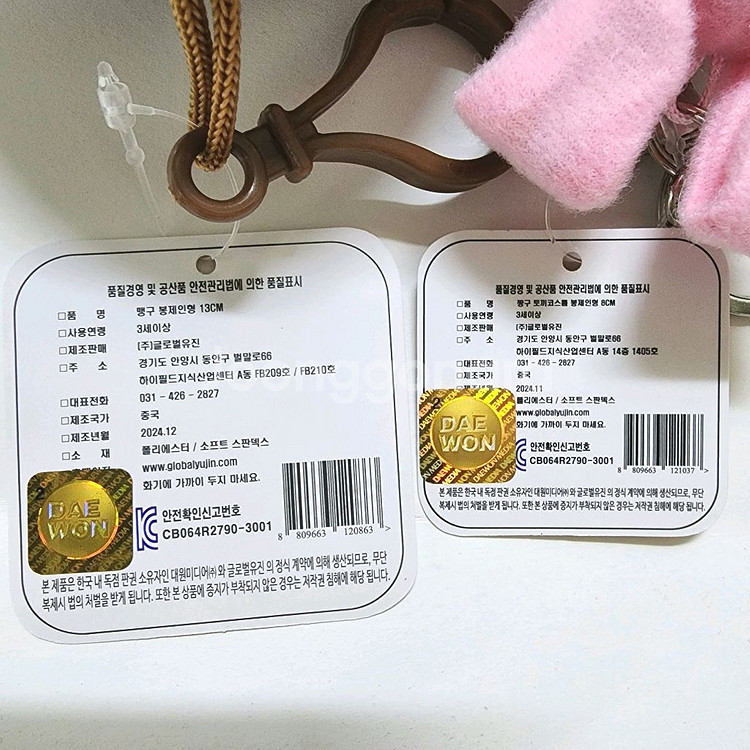 품질경영 및 공산품 안전관리법에 의한 품질표시
□품 명 맹구 봉제인형 13CM
□사용연령 3세이상
□제조판매 (주)글로벌유진
□주 소 경기도 안양시 동안구 벌말로66
하이필드지식산업센터 A동 FB209호 / FB210호
□대표전화 031 - 426 - 2827
□제조국가 중국
□제조년월 2024.12
□소 재 폴리에스터 / 소프트 스판덱스
www.globalyujin.com
화기에 가까이 두지 마세요.
DAE
WON
안전확인신고번호
CB064R2790-3001
8 809663 120863 >
본 제품은 한국 내 독점 판권 소유자인 대원미디어㈜ 와 글로벌유진 의 정식 계약에 의해 생산되므로, 무단
복제시 법의 처벌을 받게 됩니다. 또한 본 상품에 증지가 부착되지 않은 경우는 저작권 침해에 해당 됩니다.
품질경영 및 공산품 안전관리법에 의한 품질표시
□품 명 맹구 토끼코스튬 봉제인형 8CM
□사용연령 3세이상
□제조판매 (주)글로벌유진
□주 소 경기도 안양시 동안구 벌말로66
하이필드지식산업센터 A동 14층 1405호
□대표전화 031 - 426 - 2827
□제조국가 중국
2024.11
폴리에스터 / 소프트 스판덱스
www.globalyujin.com
화기에 가까이 두지 마세요.
DAE
WON
안전확인신고번호
CB064R2790-3001
8 809663 121037 >
본 제품은 한국 내 독점 판권 소유자인 대원미디어㈜ 와 글로벌유진 의 정식 계약에 의해 생산되므로, 무단
복제시 법의 처벌을 받게 됩니다. 또한 본 상품에 증지가 부착되지 않은 경우는 저작권 침해에 해당 됩니다.